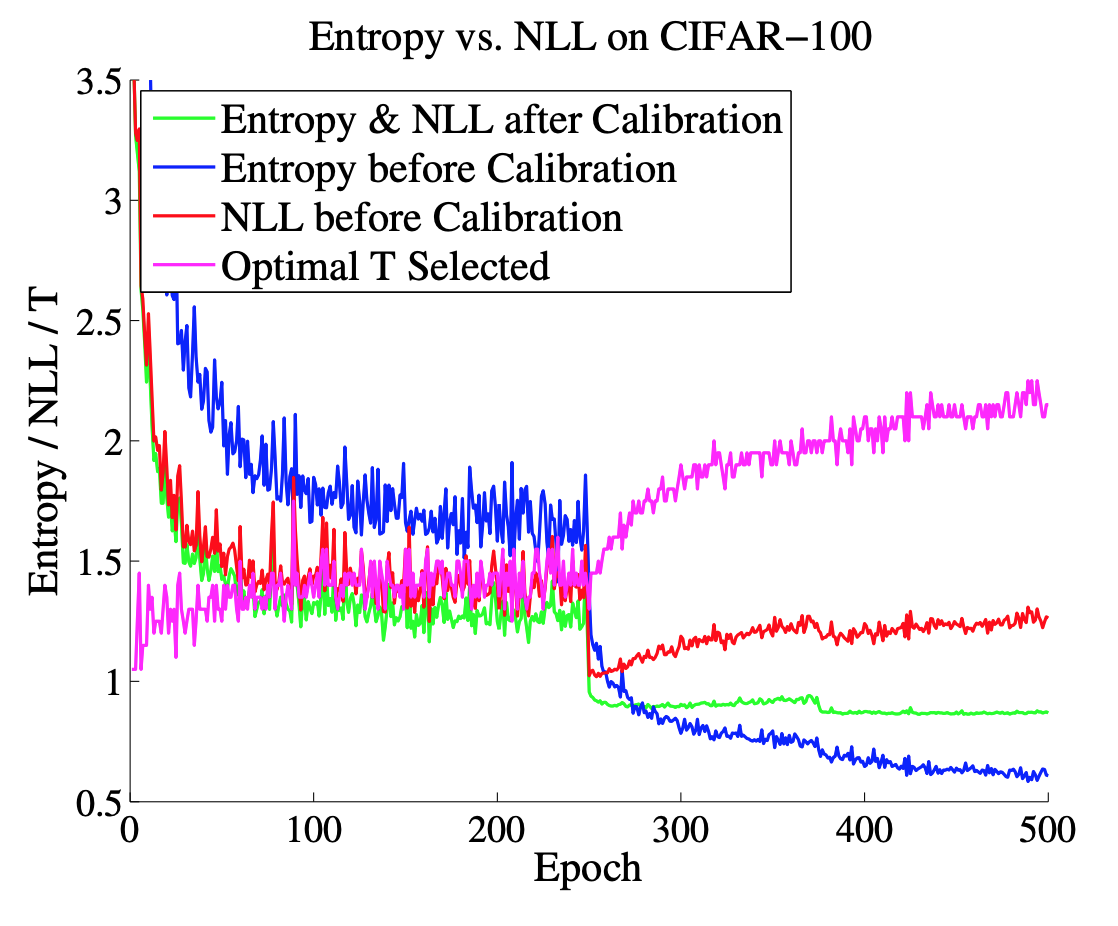 Entropy vs. NLL on CIFAR−100
Entropy / NLL / T
3.5
3
2.5
2
1.5
1
0.5
Entropy & NLL after Calibration
Entropy before Calibration
NLL before Calibration
Optimal T Selected
0 100 200 300 400 500
Epoch